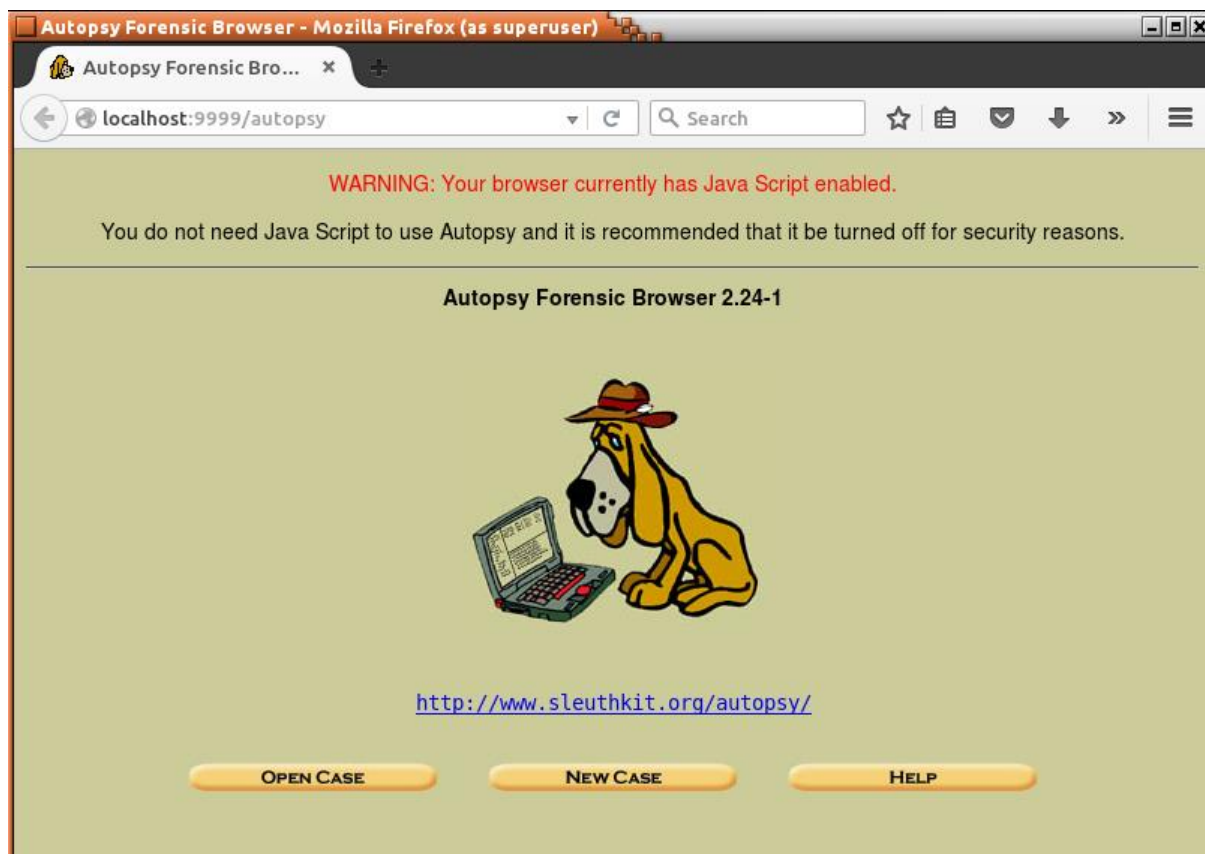 Autopsy Forensic Browser - Mozilla Firefox (as superuser)
Autopsy Forensic Bro...
localhost:9999/autopsy
Search
WARNING: Your browser currently has Java Script enabled.
You do not need Java Script to use Autopsy and it is recommended that it be turned off for security reasons.
Autopsy Forensic Browser 2.24-1
http://www.sleuthkit.org/autopsy/
OPEN CASE
NEW CASE
HELP